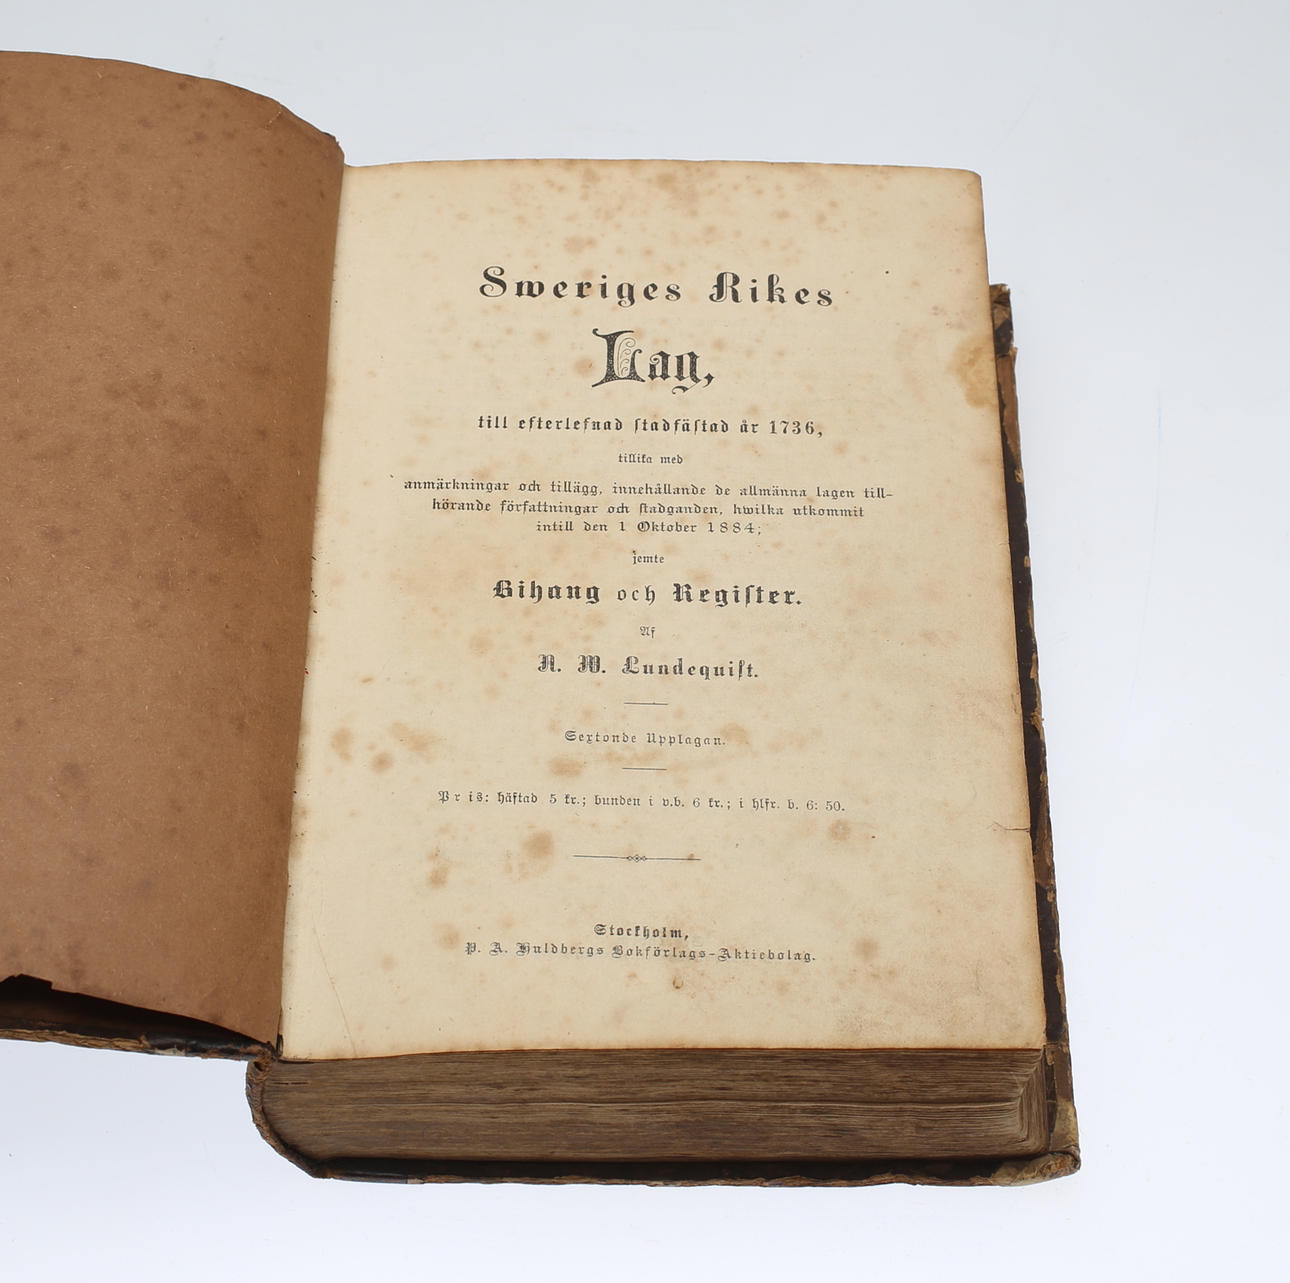 Sweriges Rikes
Lag,
till efterlefnad stadfästad år 1736,
tillika med
anmärkningar och tillägg, innehållande de allmänna lagen till-
hörande författningar och stadganden, hwilka utkommit
intill den 1 Oktober 1884;
jemte
Bihang och Register.
Af
N. W. Lundequist.
Sextonde Upplagan.
Pris: häftad 5 kr.; bunden i v.b. 6 kr.; i hlfr. b. 6: 50.
Stockholm,
P. A. Huldbergs Bokförlags-Aktiebolag.